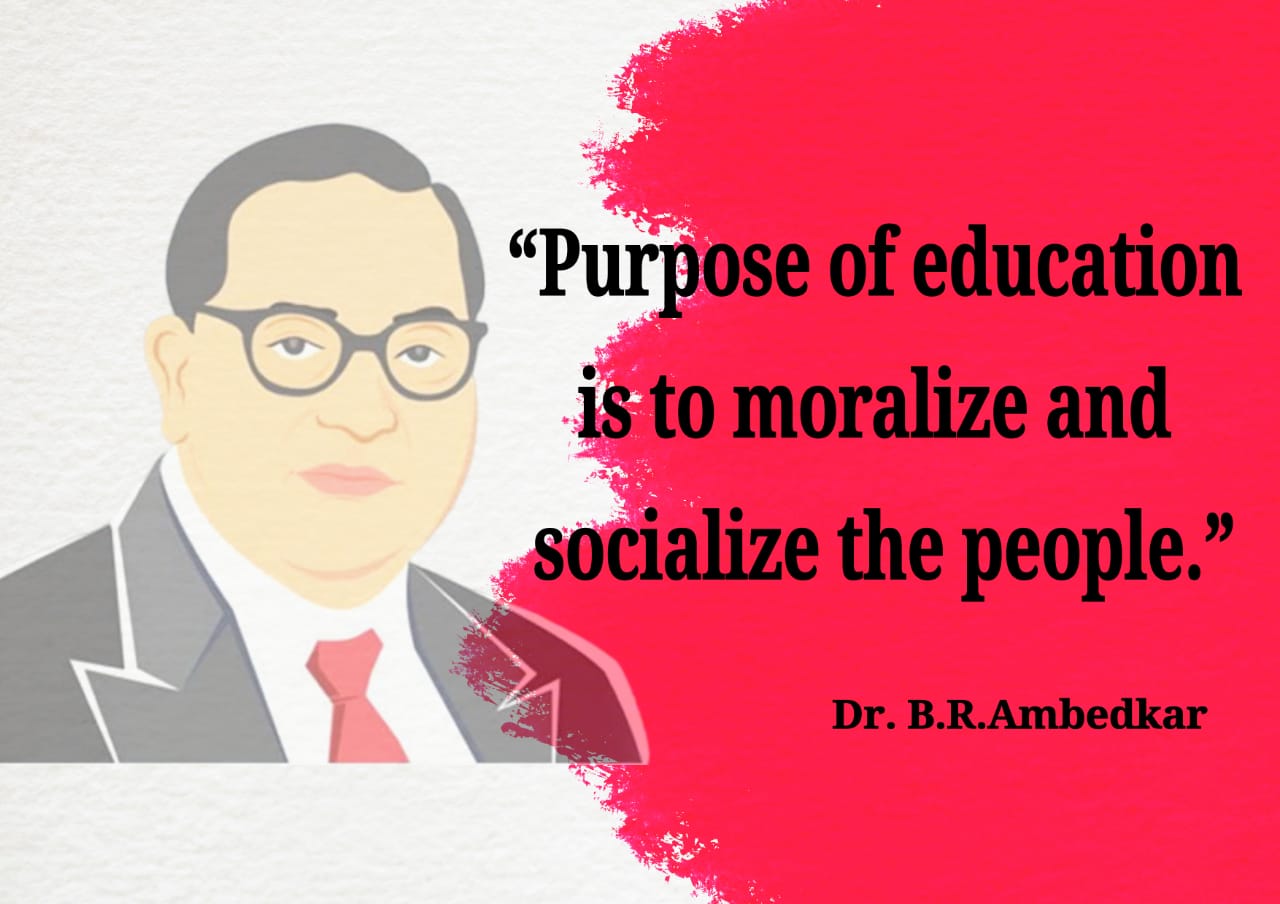 “Purpose of education
is to moralize and
socialize the people.”
Dr. B.R.Ambedkar